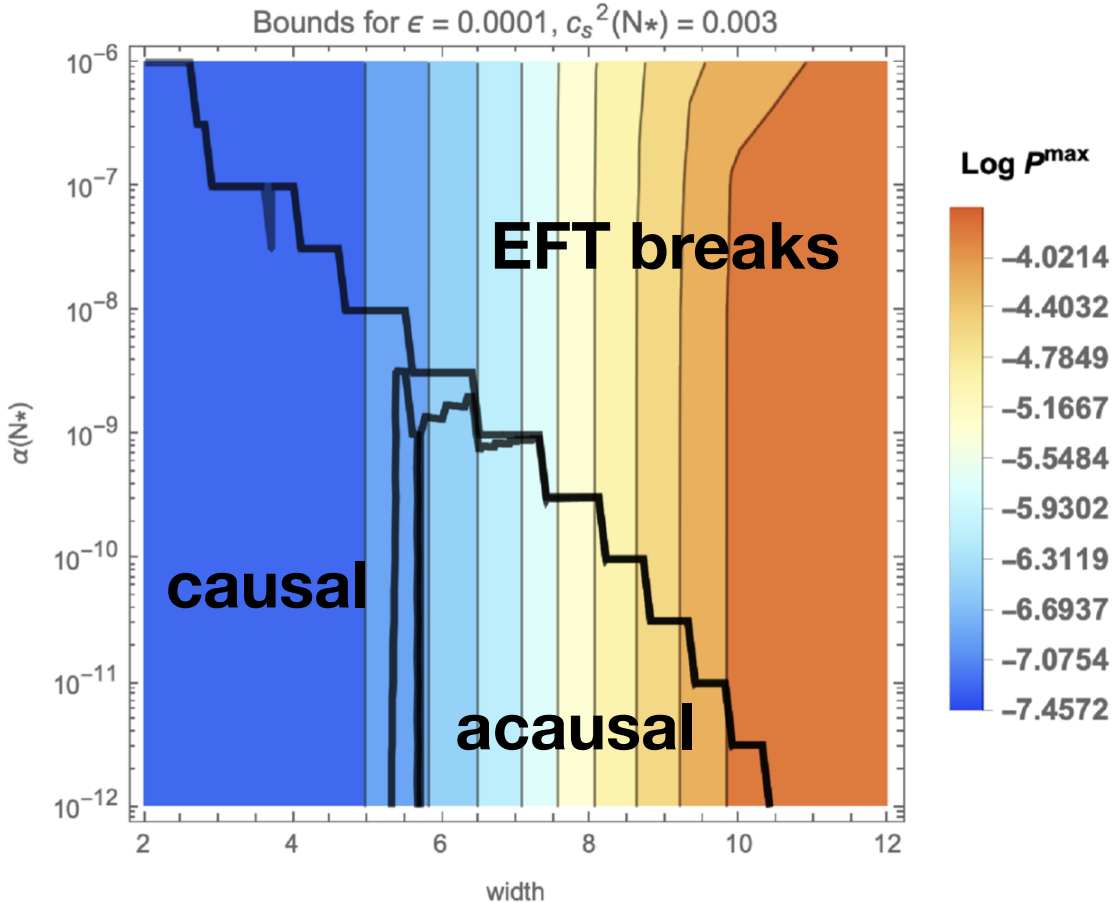 Bounds for ϵ = 0.0001, c_s²(N*) = 0.003
10⁻⁶
10⁻⁷
10⁻⁸
10⁻⁹
10⁻¹⁰
10⁻¹¹
10⁻¹²
α(N*)
EFT breaks
causal
acausal
2 4 6 8 10 12
width
Log P^max
−4.0214
−4.4032
−4.7849
−5.1667
−5.5484
−5.9302
−6.3119
−6.6937
−7.0754
−7.4572